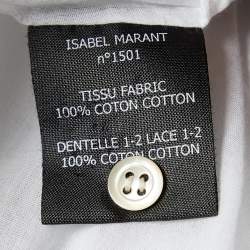 ISABEL MARANT
n°1501
TISSU FABRIC
100% COTON COTTON
DENTELLE 1-2 LACE 1-2
100% COTON COTTON